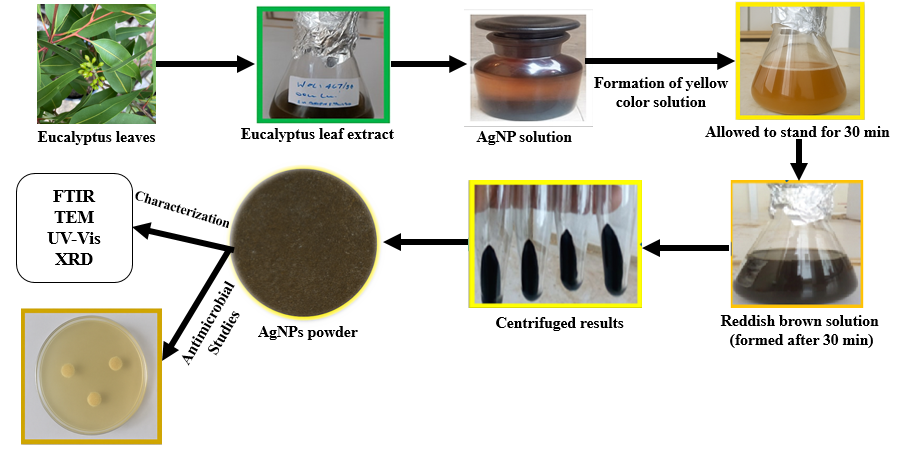 Eucalyptus leaves
Eucalyptus leaf extract
AgNP solution
Formation of yellow
color solution
Allowed to stand for 30 min
Reddish brown solution
(formed after 30 min)
Centrifuged results
AgNPs powder
Characterization
FTIR
TEM
UV-Vis
XRD
Antimicrobial
Studies